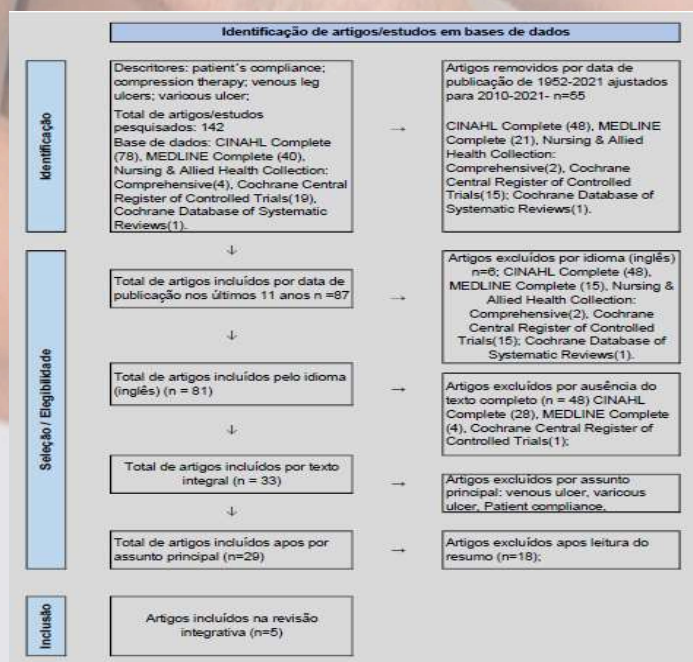 Identificação de artigos/estudos em bases de dados
Identificação
Descritores: patient´s compliance;
compression therapy; venous leg
ulcers; varicous ulcer;
Total de artigos/estudos
pesquisados: 142
Base de dados: CINAHL Complete
(78), MEDLINE Complete (40),
Nursing & Allied Health Collection:
Comprehensive(4), Cochrane Central
Register of Controlled Trials(19),
Cochrane Database of Systematic
Reviews(1).
→
Artigos removidos por data de
publicação de 1952-2021 ajustados
para 2010-2021- n=55
CINAHL Complete (48), MEDLINE
Complete (21), Nursing & Allied
Health Collection:
Comprehensive(2), Cochrane
Central Register of Controlled
Trials(15); Cochrane Database of
Systematic Reviews(1).
↓
Seleção / Elegibilidade
Total de artigos incluídos por data de
publicação nos últimos 11 anos n =87
→
Artigos excluídos por idioma (inglês)
n=6; CINAHL Complete (48),
MEDLINE Complete (15), Nursing &
Allied Health Collection:
Comprehensive(2), Cochrane
Central Register of Controlled
Trials(15); Cochrane Database of
Systematic Reviews(1).
↓
Total de artigos incluídos pelo idioma
(inglês) (n = 81)
→
Artigos excluídos por ausência do
texto completo (n = 48) CINAHL
Complete (28), MEDLINE Complete
(4), Cochrane Central Register of
Controlled Trials(1);
↓
Total de artigos incluídos por texto
integral (n = 33)
→
Artigos excluídos por assunto
principal: venous ulcer, varicous
ulcer, Patient compliance,
↓
Total de artigos incluídos apos por
assunto principal (n=29)
→
Artigos excluídos apos leitura do
resumo (n=18);
Inclusão
Artigos incluídos na revisão
integrativa (n=5)